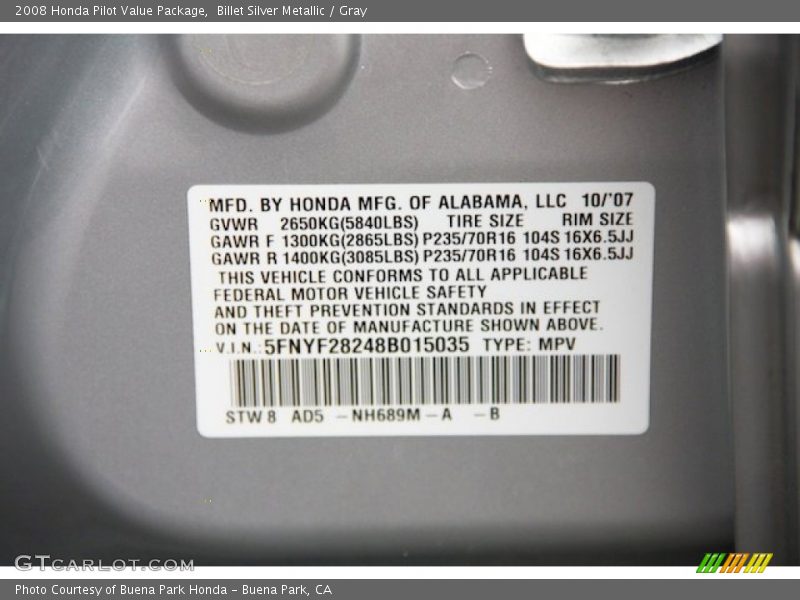 2008 Honda Pilot Value Package,  Billet Silver Metallic / Gray
MFD. BY HONDA MFG. OF ALABAMA, LLC 10/'07
GVWR 2650KG(5840LBS) TIRE SIZE RIM SIZE
GAWR F 1300KG(2865LBS) P235/70R16 104S 16X6.5JJ
GAWR R 1400KG(3085LBS) P235/70R16 104S 16X6.5JJ
THIS VEHICLE CONFORMS TO ALL APPLICABLE
FEDERAL MOTOR VEHICLE SAFETY
AND THEFT PREVENTION STANDARDS IN EFFECT
ON THE DATE OF MANUFACTURE SHOWN ABOVE.
V.I.N.: 5FNYF28248B015035 TYPE: MPV
STW8 AD5 -NH689M-A -B
GTCARLOT.COM
Photo Courtesy of Buena Park Honda - Buena Park, CA